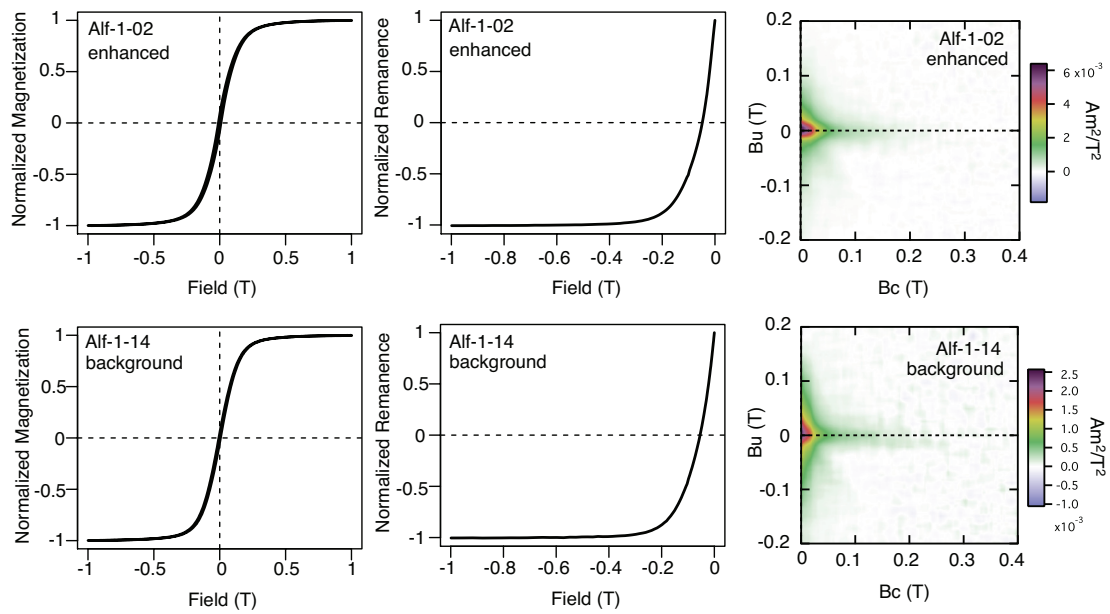 Alf-1-02
enhanced
Normalized Magnetization
1
0.5
0
-0.5
-1
-1
-0.5
0
0.5
1
Field (T)
Alf-1-02
enhanced
Normalized Remanence
1
0.5
0
-0.5
-1
-1
-0.8
-0.6
-0.4
-0.2
0
Field (T)
Alf-1-02
enhanced
Bu (T)
0.2
0.1
0
-0.1
-0.2
0
0.1
0.2
0.3
0.4
Bc (T)
6 x10⁻³
4
2
0
Am²/T²
Alf-1-14
background
Normalized Magnetization
1
0.5
0
-0.5
-1
-1
-0.5
0
0.5
1
Field (T)
Alf-1-14
background
Normalized Remanence
1
0.5
0
-0.5
-1
-1
-0.8
-0.6
-0.4
-0.2
0
Field (T)
Alf-1-14
background
Bu (T)
0.2
0.1
0
-0.1
-0.2
0
0.1
0.2
0.3
0.4
Bc (T)
2.5
2.0
1.5
1.0
0.5
0.0
-0.5
-1.0
x10⁻³
Am²/T²